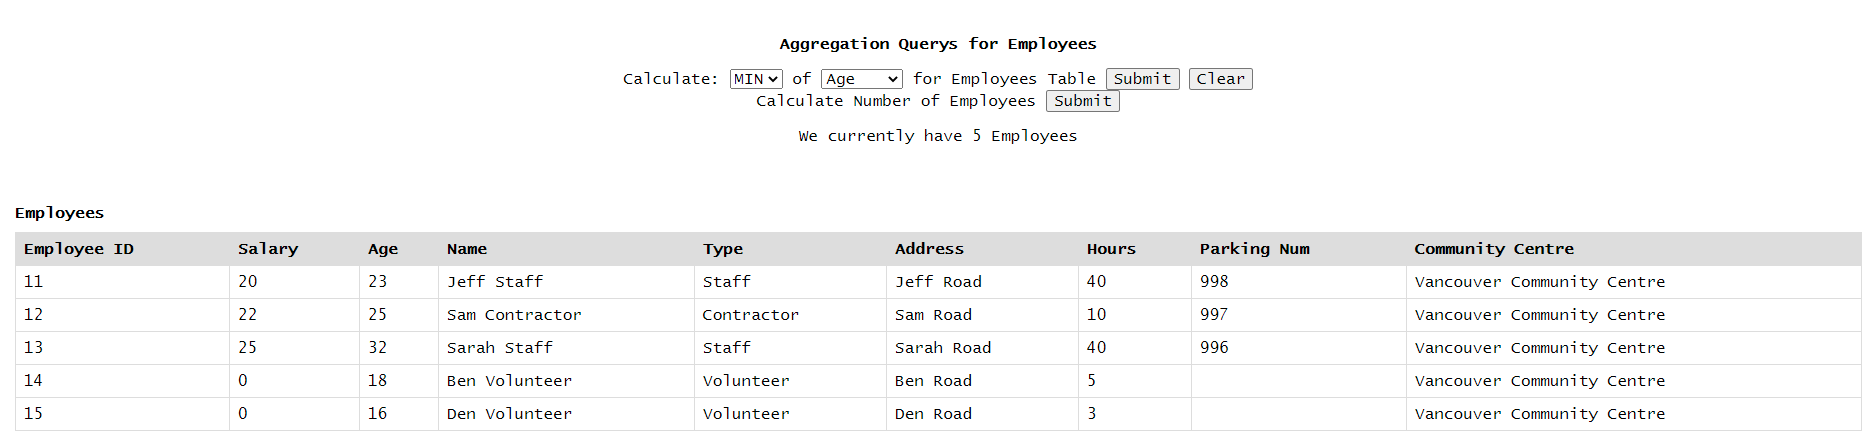 Aggregation Querys for Employees
Calculate: MIN of Age for Employees Table Submit Clear
Calculate Number of Employees Submit
We currently have 5 Employees
Employees
Employee ID Salary Age Name Type Address Hours Parking Num Community Centre
11 20 23 Jeff Staff Staff Jeff Road 40 998 Vancouver Community Centre
12 22 25 Sam Contractor Contractor Sam Road 10 997 Vancouver Community Centre
13 25 32 Sarah Staff Staff Sarah Road 40 996 Vancouver Community Centre
14 0 18 Ben Volunteer Volunteer Ben Road 5 Vancouver Community Centre
15 0 16 Den Volunteer Volunteer Den Road 3 Vancouver Community Centre